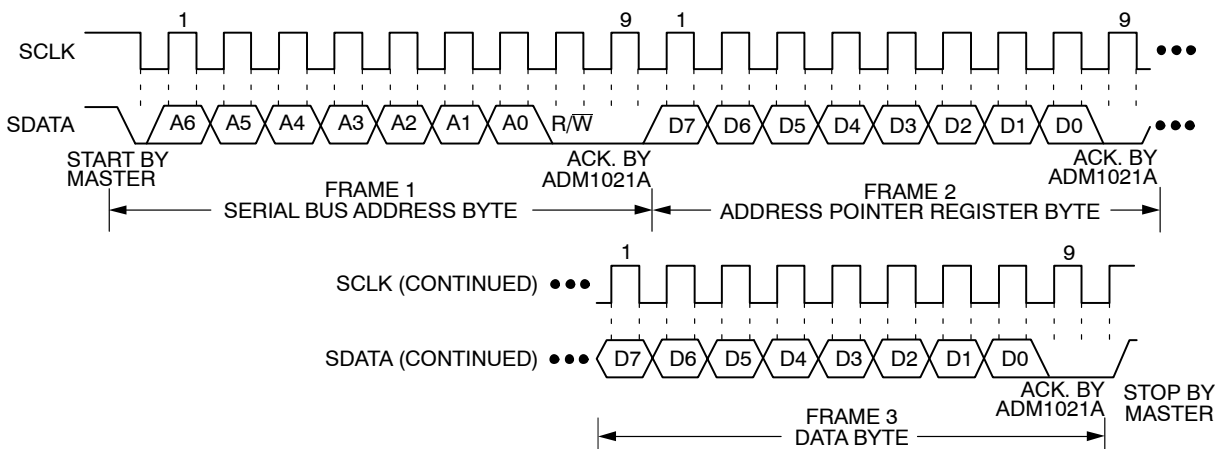 1 9 1 9
SCLK
SDATA A6 A5 A4 A3 A2 A1 A0 R/W̅ D7 D6 D5 D4 D3 D2 D1 D0
START BY MASTER
ACK. BY ADM1021A
ACK. BY ADM1021A
FRAME 1
SERIAL BUS ADDRESS BYTE
FRAME 2
ADDRESS POINTER REGISTER BYTE
1 9
SCLK (CONTINUED)
SDATA (CONTINUED) D7 D6 D5 D4 D3 D2 D1 D0
ACK. BY ADM1021A
STOP BY MASTER
FRAME 3
DATA BYTE